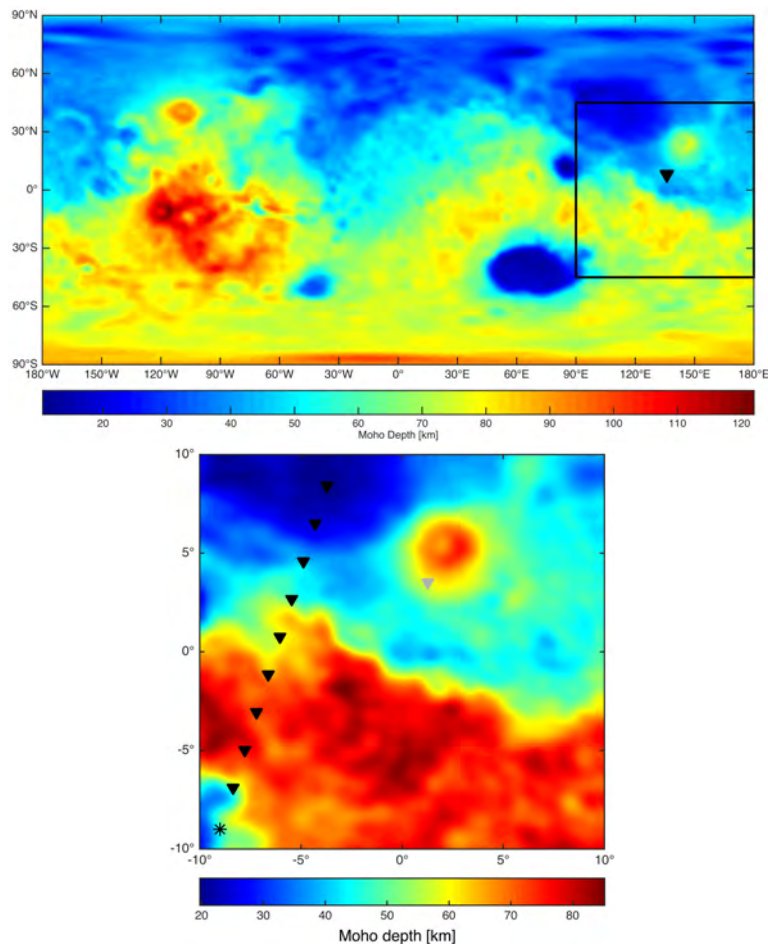 90°N
60°N
30°N
0°
30°S
60°S
90°S
180°W 150°W 120°W 90°W 60°W 30°W 0° 30°E 60°E 90°E 120°E 150°E 180°E
20 30 40 50 60 70 80 90 100 110 120
Moho Depth [km]
10°
5°
0°
-5°
-10°
-10° -5° 0° 5° 10°
20 30 40 50 60 70 80
Moho depth [km]